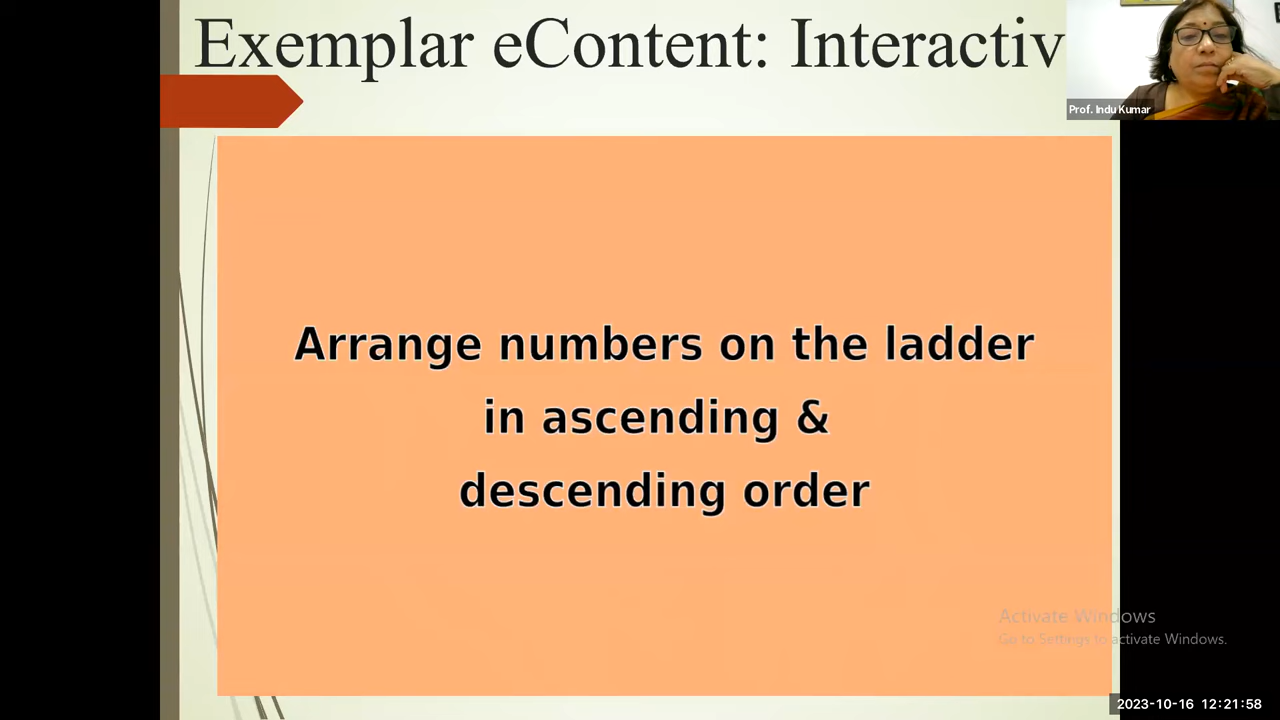 Exemplar eContent: Interactiv
Prof. Indu Kumar
Arrange numbers on the ladder
in ascending &
descending order
Activate Windows
Go to Settings to activate Windows.
2023-10-16 12:21:58